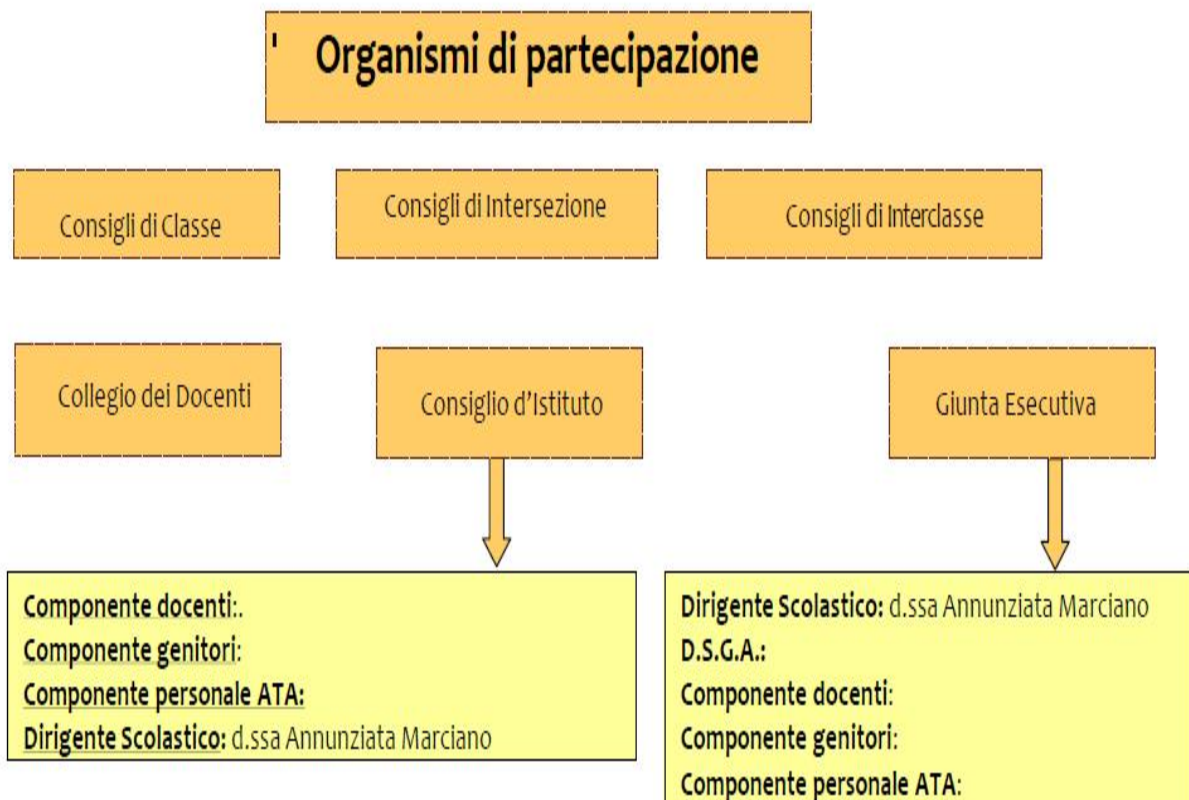 ' Organismi di partecipazione
Consigli di Classe
Consigli di Intersezione
Consigli di Interclasse
Collegio dei Docenti
Consiglio d'Istituto
Giunta Esecutiva
Componente docenti:.
Componente genitori:
Componente personale ATA:
Dirigente Scolastico: d.ssa Annunziata Marciano
Dirigente Scolastico: d.ssa Annunziata Marciano
D.S.G.A.:
Componente docenti:
Componente genitori:
Componente personale ATA: